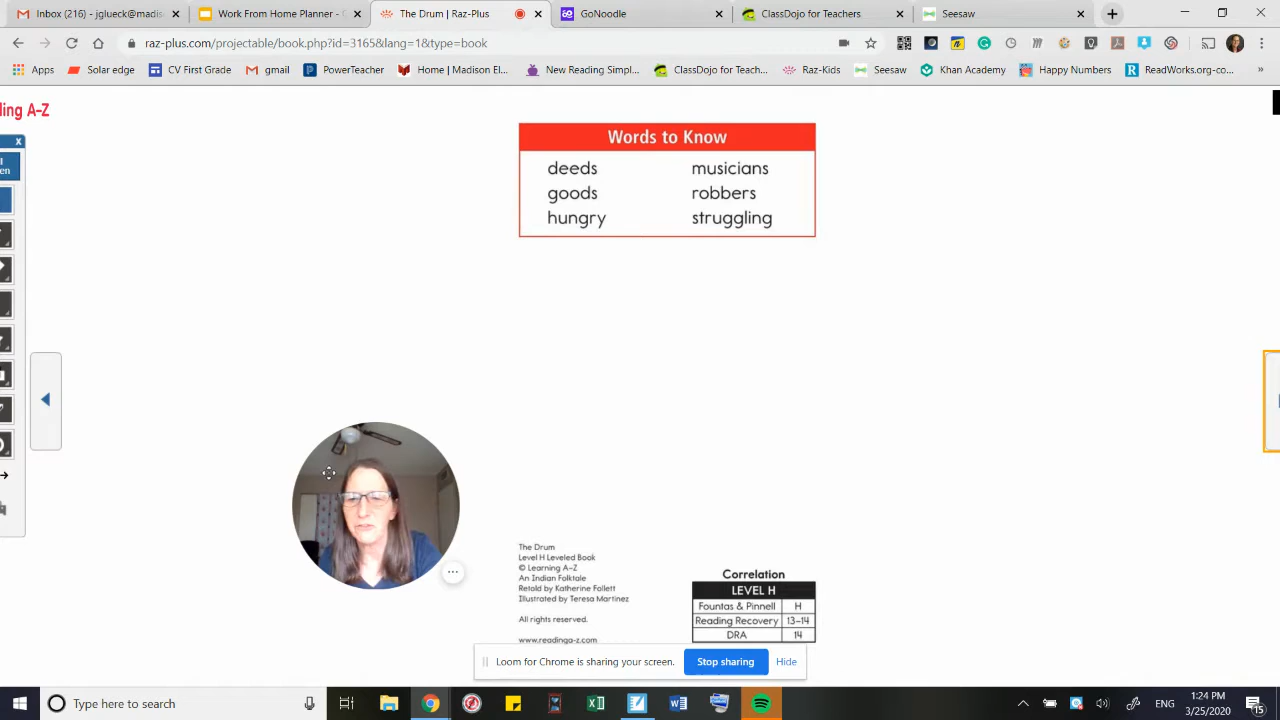 Inbox (216) - jglueck@madis
Work From Home Planner - C
The Drum | Raz-Plus
GoNoodle
ClassDojo for Teachers
Seesaw
raz-plus.com/projectable/book.php?id=3165&lang=1&type=book
Apps
Solar edge
CV First Grad
gmail
PowerTeacher
Home | Madison El...
New Reading Simpl...
ClassDojo for Teach...
Raz-Kids
Seesaw
Khan Academy
Happy Numbers
ReadWorks.org-co...
ling A-Z
Words to Know
deeds musicians
goods robbers
hungry struggling
The Drum
Level H Leveled Book
© Learning A–Z
An Indian Folktale
Retold by Katherine Follett
Illustrated by Teresa Martinez
All rights reserved.
www.readinga-z.com
Correlation
LEVEL H
Fountas & Pinnell H
Reading Recovery 13–14
DRA 14
Loom for Chrome is sharing your screen. Stop sharing Hide
Type here to search
ENG
1:24 PM
3/25/2020
15